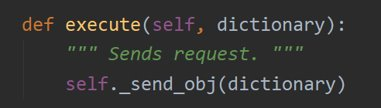 def execute(self, dictionary):
    """ Sends request. """
    self._send_obj(dictionary)